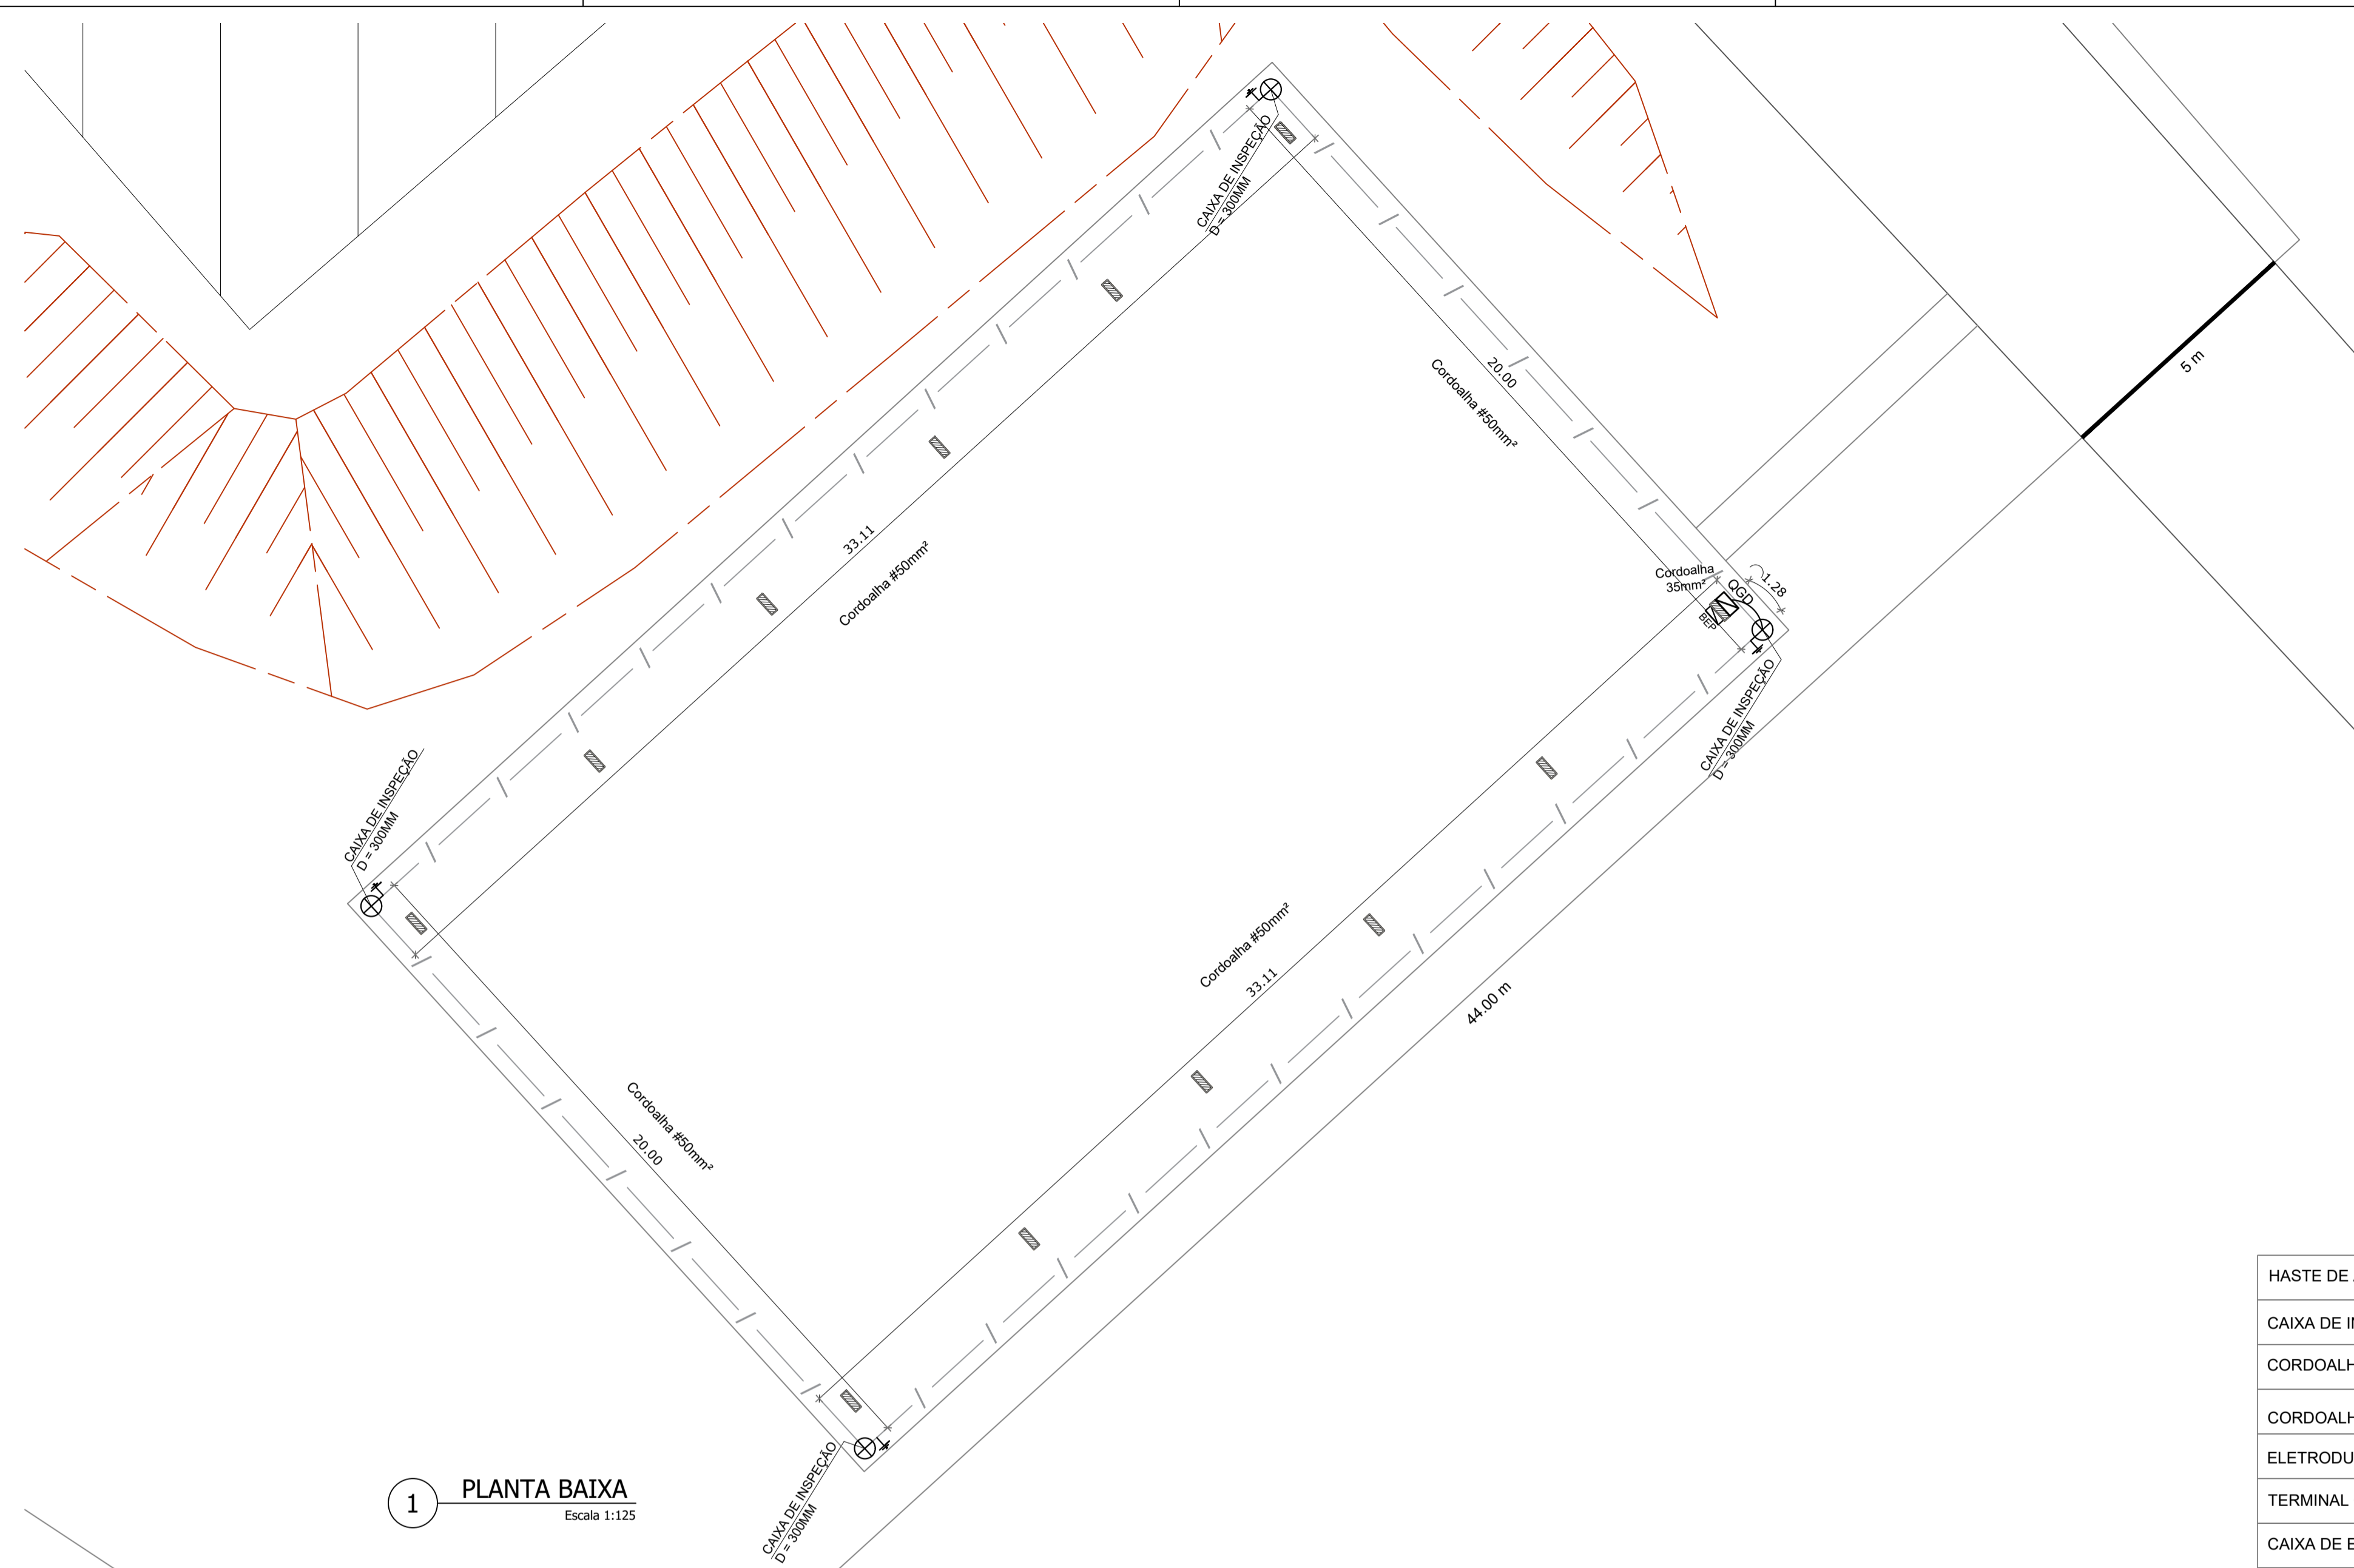 CAIXA DE INSPEÇÃO
D = 300MM
20.00
Cordoalha #50mm²
5 m
33.11
Cordoalha #50mm²
Cordoalha
35mm²
QGD
1.28
BEP
CAIXA DE INSPEÇÃO
D = 300MM
CAIXA DE INSPEÇÃO
D = 300MM
Cordoalha #50mm²
33.11
44.00 m
Cordoalha #50mm²
20.00
CAIXA DE INSPEÇÃO
D = 300MM
1
PLANTA BAIXA
Escala 1:125
HASTE DE
CAIXA DE
CORDOALH
CORDOALH
ELETRODU
TERMINAL
CAIXA DE